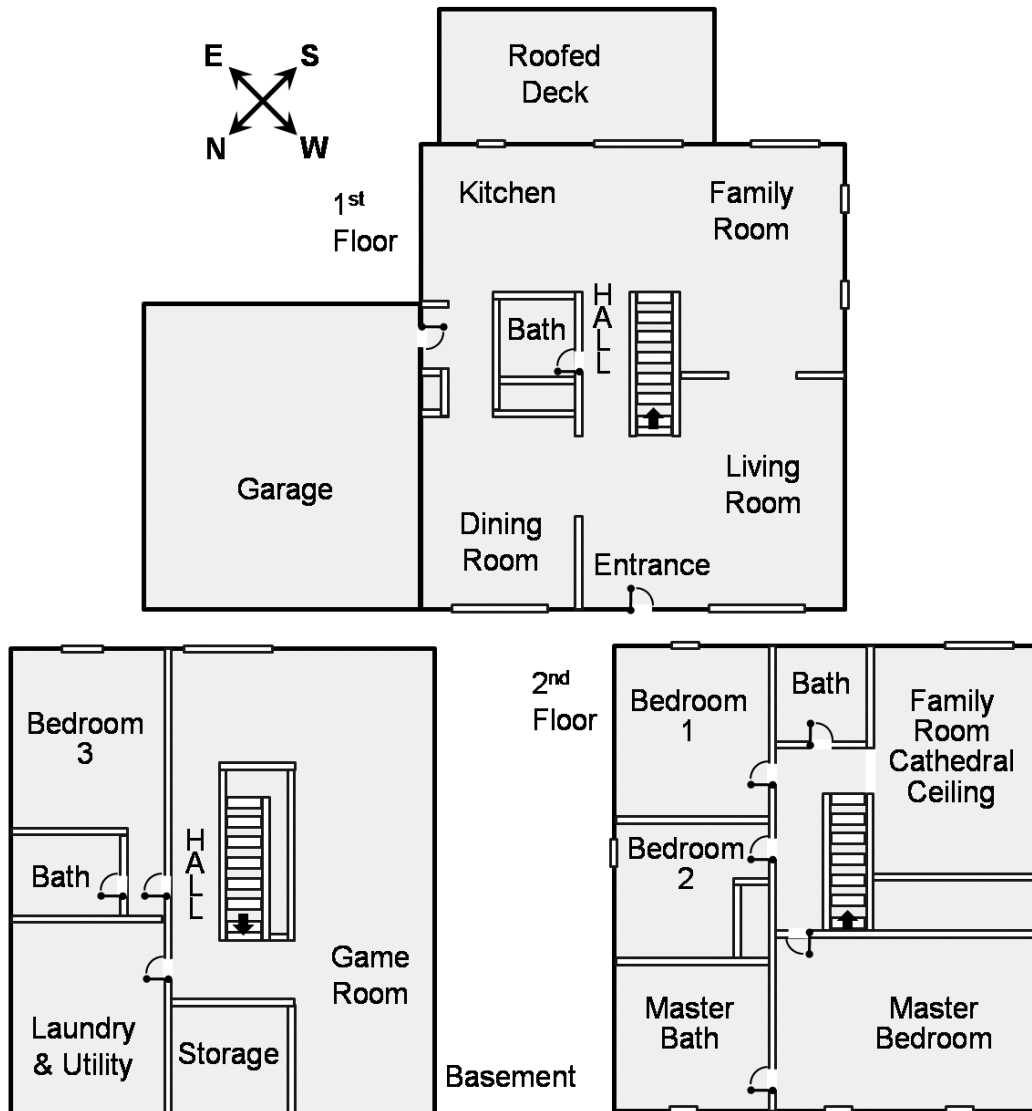 E S
N W
Roofed
Deck
1st
Floor
Kitchen
Family
Room
Bath
HALL
Garage
Living
Room
Dining
Room
Entrance
Bedroom
3
Bath
HALL
Game
Room
Laundry
& Utility
Storage
Basement
2nd
Floor
Bedroom
1
Bath
Family
Room
Cathedral
Ceiling
Bedroom
2
Master
Bath
Master
Bedroom